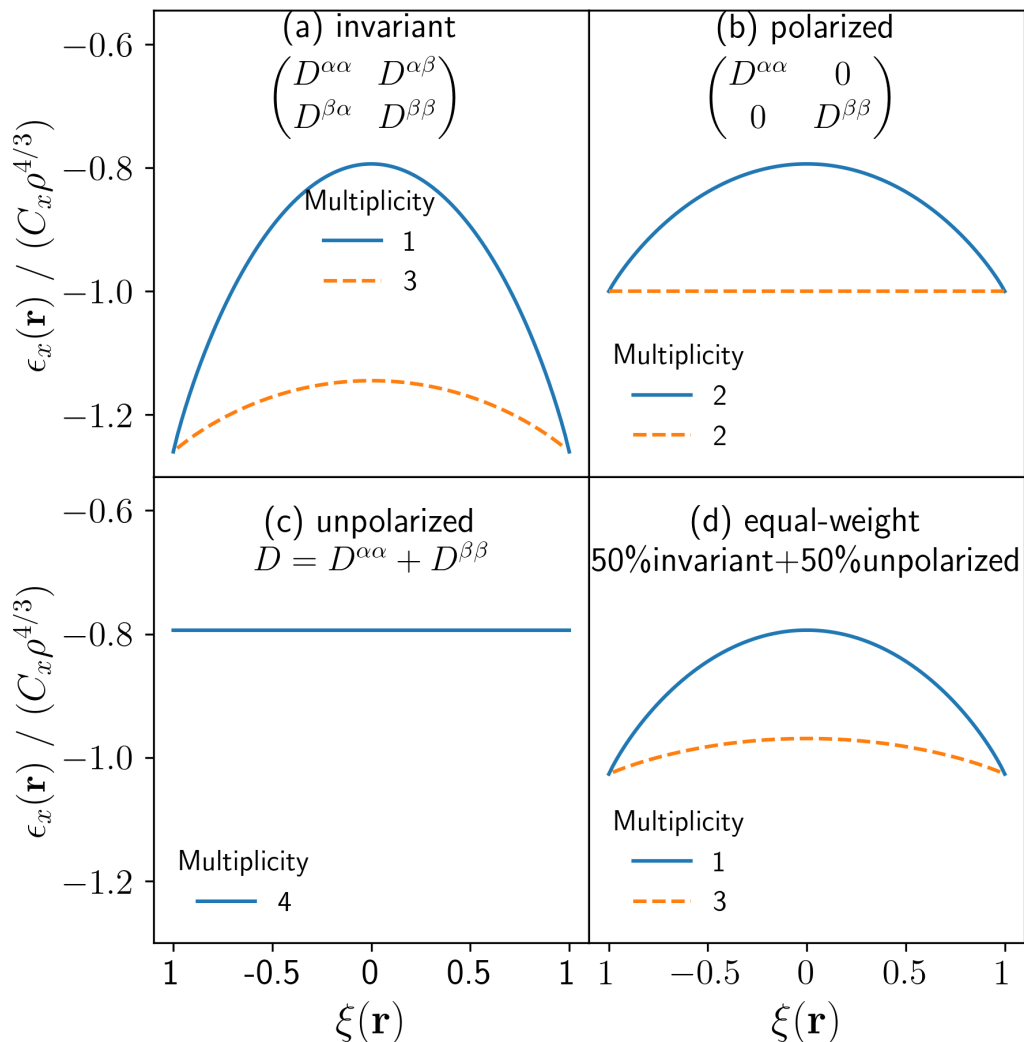 (a) invariant
(D^{αα} D^{αβ}
D^{βα} D^{ββ})
Multiplicity
1
3
−0.6
−0.8
−1.0
−1.2
ϵ_x(r) / (C_xρ^{4/3})
(b) polarized
(D^{αα} 0
0 D^{ββ})
Multiplicity
2
2
(c) unpolarized
D = D^{αα} + D^{ββ}
Multiplicity
4
−0.6
−0.8
−1.0
−1.2
ϵ_x(r) / (C_xρ^{4/3})
1 -0.5 0 0.5 1
ξ(r)
(d) equal-weight
50%invariant+50%unpolarized
Multiplicity
1
3
1 −0.5 0 0.5 1
ξ(r)